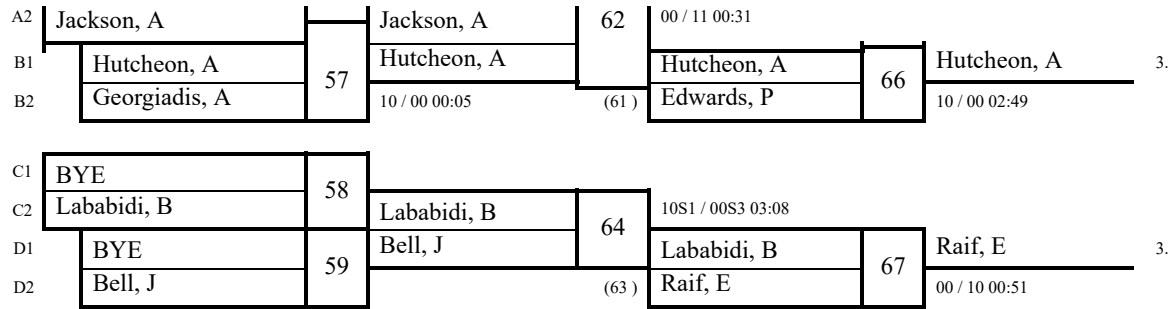 A2 Jackson, A Jackson, A 62 00 / 11 00:31
B1 Hutcheon, A 57 Hutcheon, A Hutcheon, A 66 Hutcheon, A 3.
B2 Georgiadis, A 10 / 00 00:05 (61 ) Edwards, P 10 / 00 02:49
C1 BYE 58
C2 Lababidi, B Lababidi, B 64 10S1 / 00S3 03:08
D1 BYE 59 Bell, J Lababidi, B 67 Raif, E 3.
D2 Bell, J (63 ) Raif, E 00 / 10 00:51